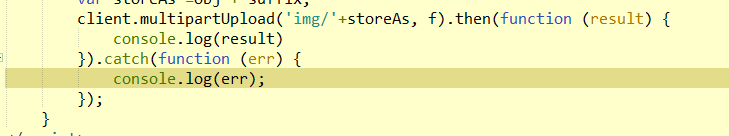 var storeAs =obj + suffix;
client.multipartUpload('img/'+storeAs, f).then(function (result) {
console.log(result)
}).catch(function (err) {
console.log(err);
});
}